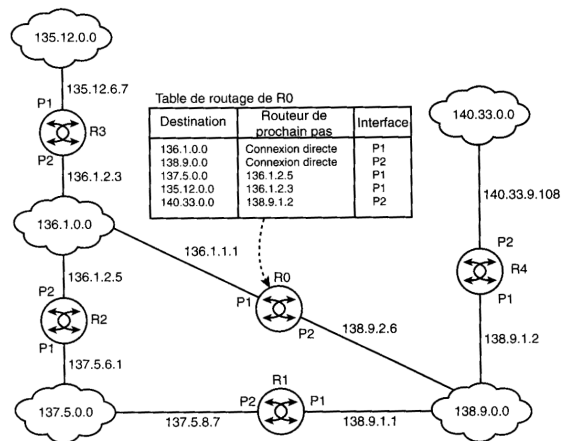 135.12.0.0
P1
135.12.6.7
R3
P2
136.1.2.3
Table de routage de R0
Destination Routeur de prochain pas Interface
136.1.0.0 Connexion directe P1
138.9.0.0 Connexion directe P2
137.5.0.0 136.1.2.5 P1
135.12.0.0 136.1.2.3 P1
140.33.0.0 138.9.1.2 P2
140.33.0.0
140.33.9.108
136.1.0.0
136.1.1.1
136.1.2.5
P2
R2
P1
137.5.6.1
R0
P1
P2
138.9.2.6
P2
R4
P1
138.9.1.2
137.5.0.0
137.5.8.7
R1
P2
P1
138.9.1.1
138.9.0.0